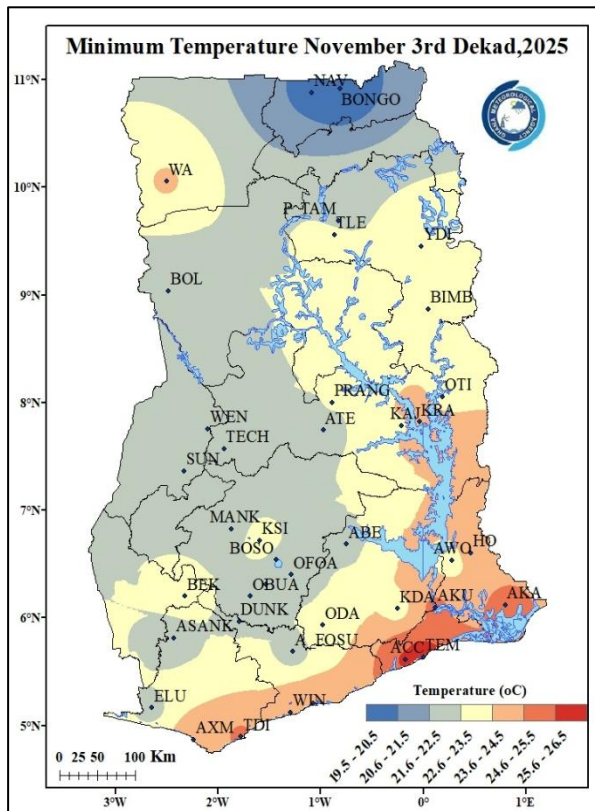 Minimum Temperature November 3rd Dekad,2025
11°N
NAV
BONGO
WA
10°N
P_TAM
TLE
YDI
BOL
9°N
BIMB
PRANG
OTI
8°N
KAJ
KRA
WEN
ATE
TECH
SUN
7°N
MANK
KSI
ABE
BOSO
AWO
HO
OFOA
BEK
OBUA
KDA
AKU
AKA
6°N
DUNK
ODA
ASANK
A_FOSU
ACC
TEM
ELU
WIN
5°N
AXM
TDI
Temperature (oC)
19.5 - 20.5
20.6 - 21.5
21.6 - 22.5
22.6 - 23.5
23.6 - 24.5
24.6 - 25.5
25.6 - 26.5
0 25 50 100 Km
3°W 2°W 1°W 0° 1°E